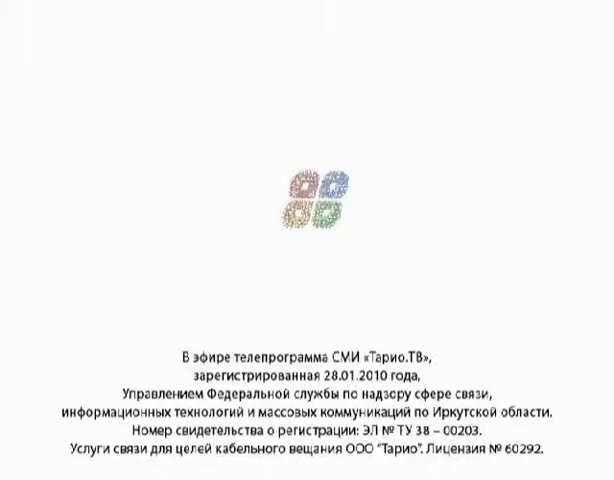 В эфире телепрограмма СМИ «Тарио.ТВ»,
зарегистрированная 28.01.2010 года,
Управлением Федеральной службы по надзору сфере связи,
информационных технологий и массовых коммуникаций по Иркутской области.
Номер свидетельства о регистрации: ЭЛ № ТУ 38 – 00203.
Услуги связи для целей кабельного вещания ООО "Тарио". Лицензия № 60292.